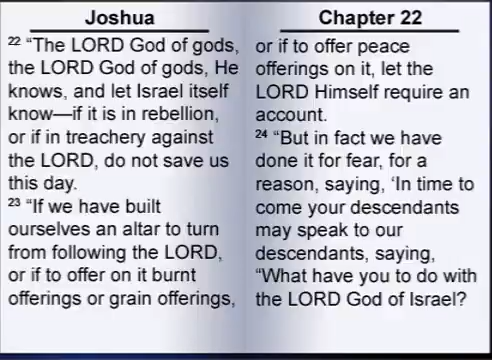 Joshua
Chapter 22
22 “The LORD God of gods,
the LORD God of gods, He
knows, and let Israel itself
know—if it is in rebellion,
or if in treachery against
the LORD, do not save us
this day.
23 “If we have built
ourselves an altar to turn
from following the LORD,
or if to offer on it burnt
offerings or grain offerings,
or if to offer peace
offerings on it, let the
LORD Himself require an
account.
24 “But in fact we have
done it for fear, for a
reason, saying, ‘In time to
come your descendants
may speak to our
descendants, saying,
“What have you to do with
the LORD God of Israel?